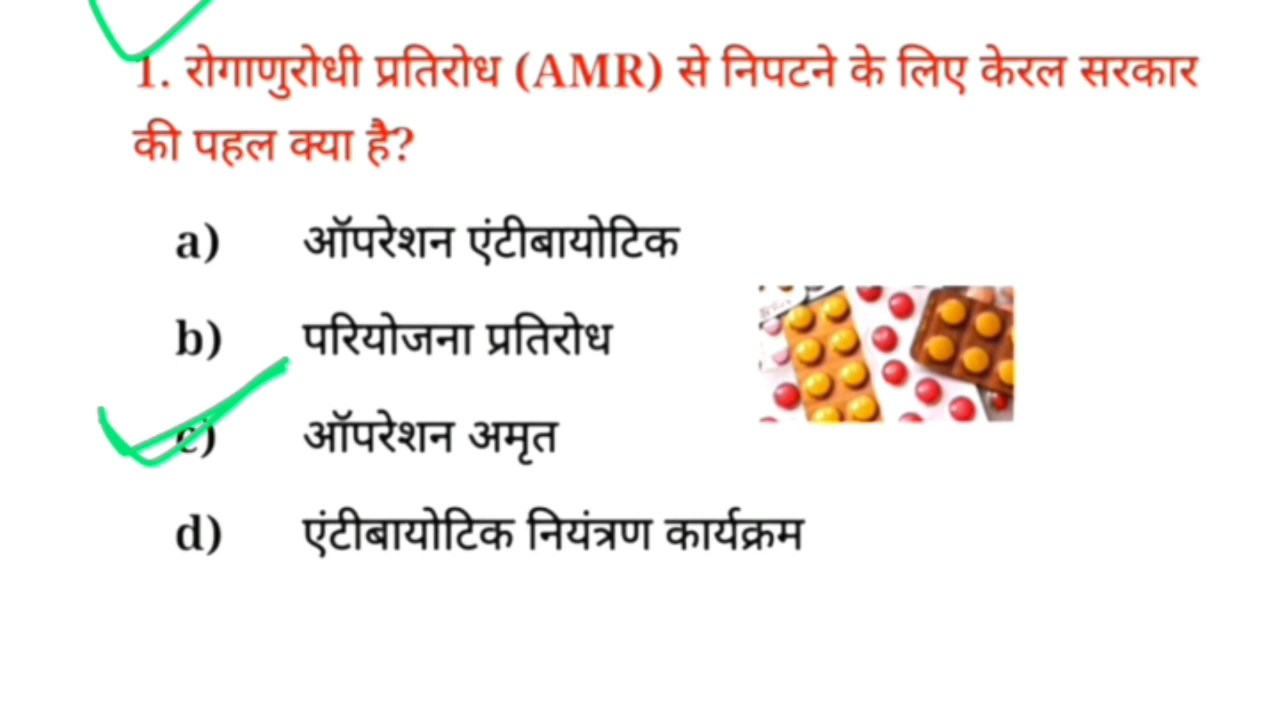 1. रोगाणुरोधी प्रतिरोध (AMR) से निपटने के लिए केरल सरकार
की पहल क्या है?
a) ऑपरेशन एंटीबायोटिक
b) परियोजना प्रतिरोध
c) ऑपरेशन अमृत
d) एंटीबायोटिक नियंत्रण कार्यक्रम